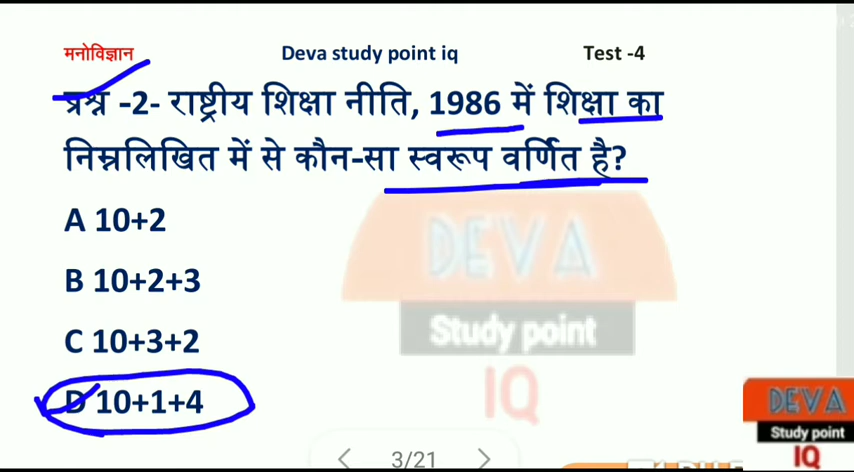 मनोविज्ञान Deva study point iq Test -4
प्रश्न -2- राष्ट्रीय शिक्षा नीति, 1986 में शिक्षा का
निम्नलिखित में से कौन-सा स्वरूप वर्णित है?
A 10+2
B 10+2+3
C 10+3+2
D 10+1+4
DEVA
Study point
IQ
DEVA
Study point
IQ
3/21